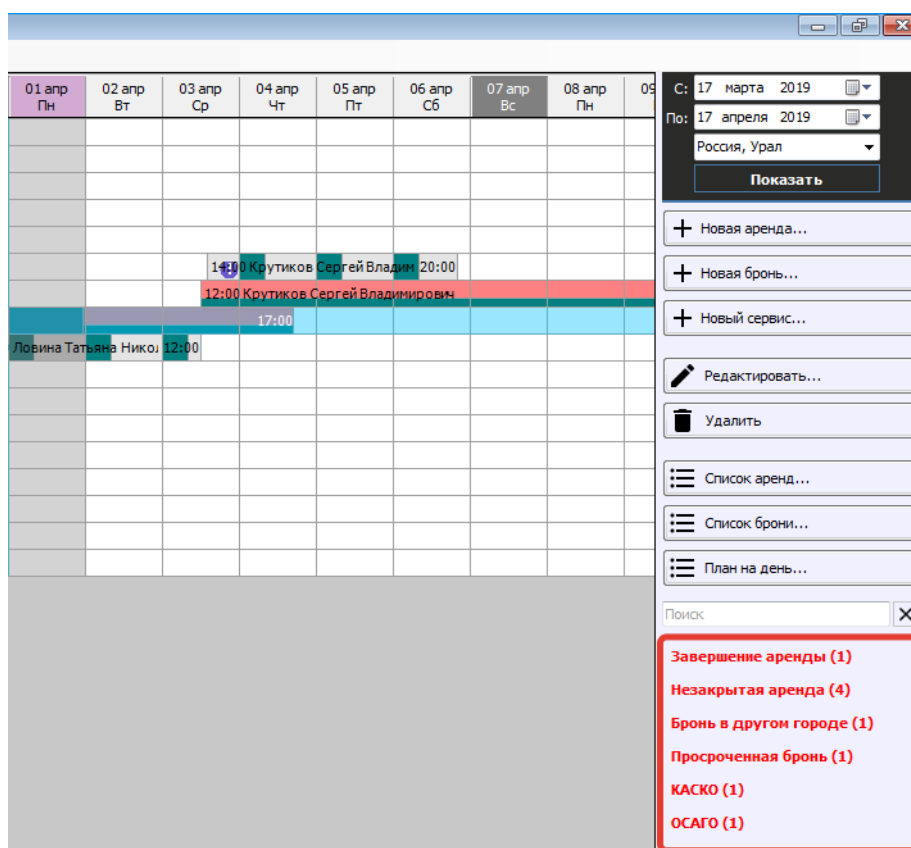 01 апр 02 апр 03 апр 04 апр 05 апр 06 апр 07 апр 08 апр 09
Пн Вт Ср Чт Пт Сб Вс Пн
С: 17 марта 2019
По: 17 апреля 2019
Россия, Урал
Показать
Новая аренда...
Новая бронь...
Новый сервис...
Редактировать...
Удалить
Список аренд...
Список брони...
План на день...
14:00 Крутиков Сергей Владим 20:00
12:00 Крутиков Сергей Владимирович
17:00
Ловина Татьяна Никол 12:00
Поиск
Завершение аренды (1)
Незакрытая аренда (4)
Бронь в другом городе (1)
Просроченная бронь (1)
КАСКО (1)
ОСАГО (1)